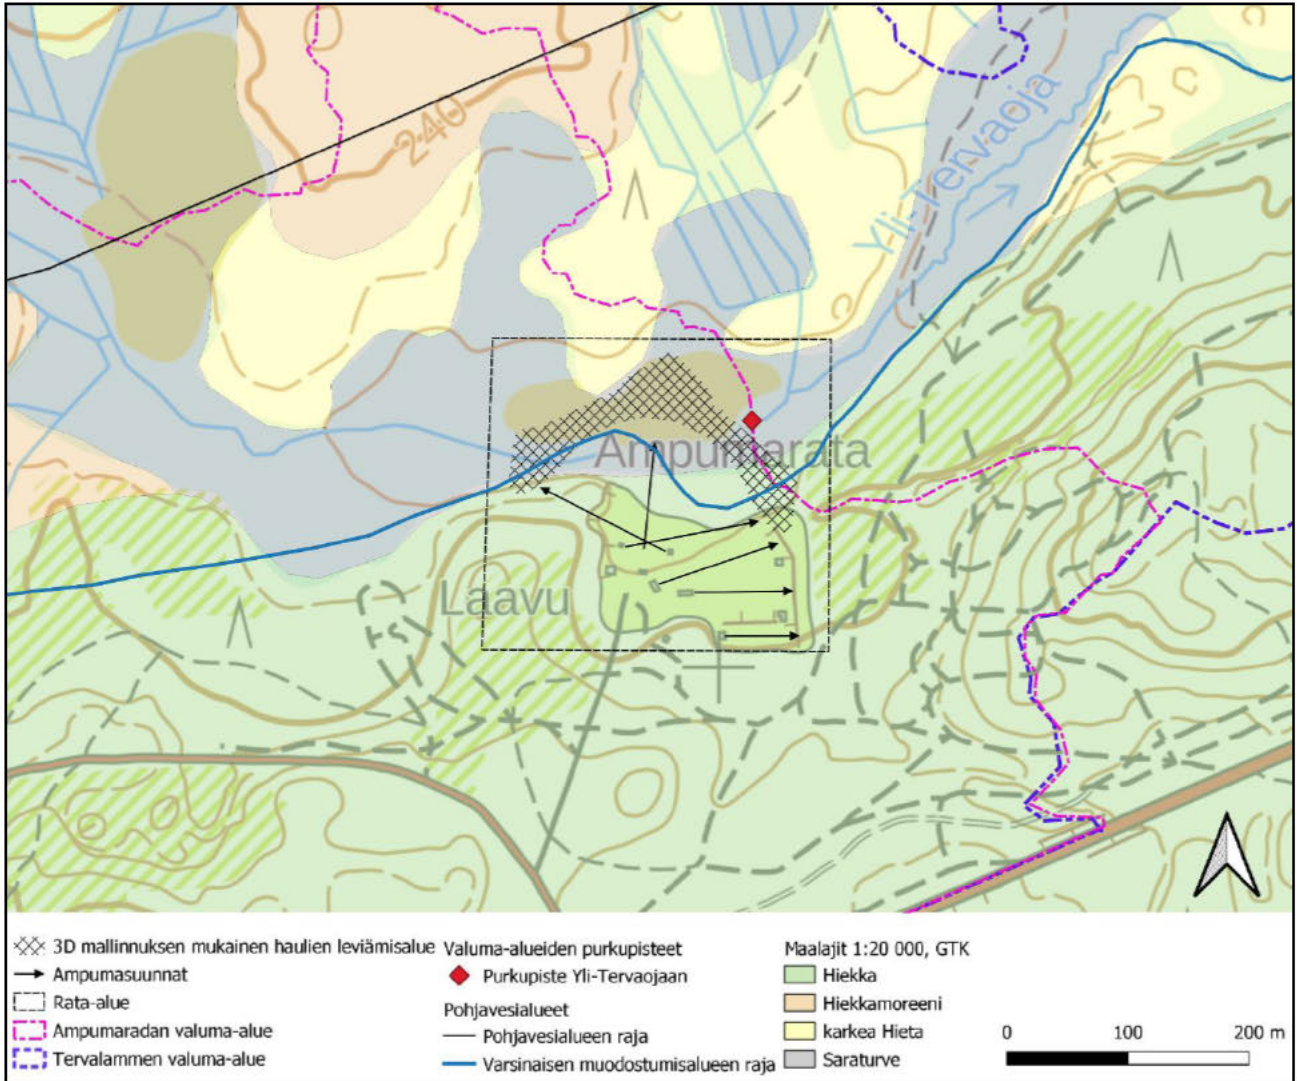 240
Yli-Tervaoja
Ampumarata
Laavu
3D mallinnuksen mukainen haulien leviämisalue
Ampumasuunnat
Rata-alue
Ampumaradan valuma-alue
Tervalammen valuma-alue
Valuma-alueiden purkupisteet
Purkupiste Yli-Tervaojaan
Pohjavesialueet
Pohjavesialueen raja
Varsinaisen muodostumisalueen raja
Maalajit 1:20 000, GTK
Hiekka
Hiekkamoreeni
karkea Hieta
Saraturve
0 100 200 m